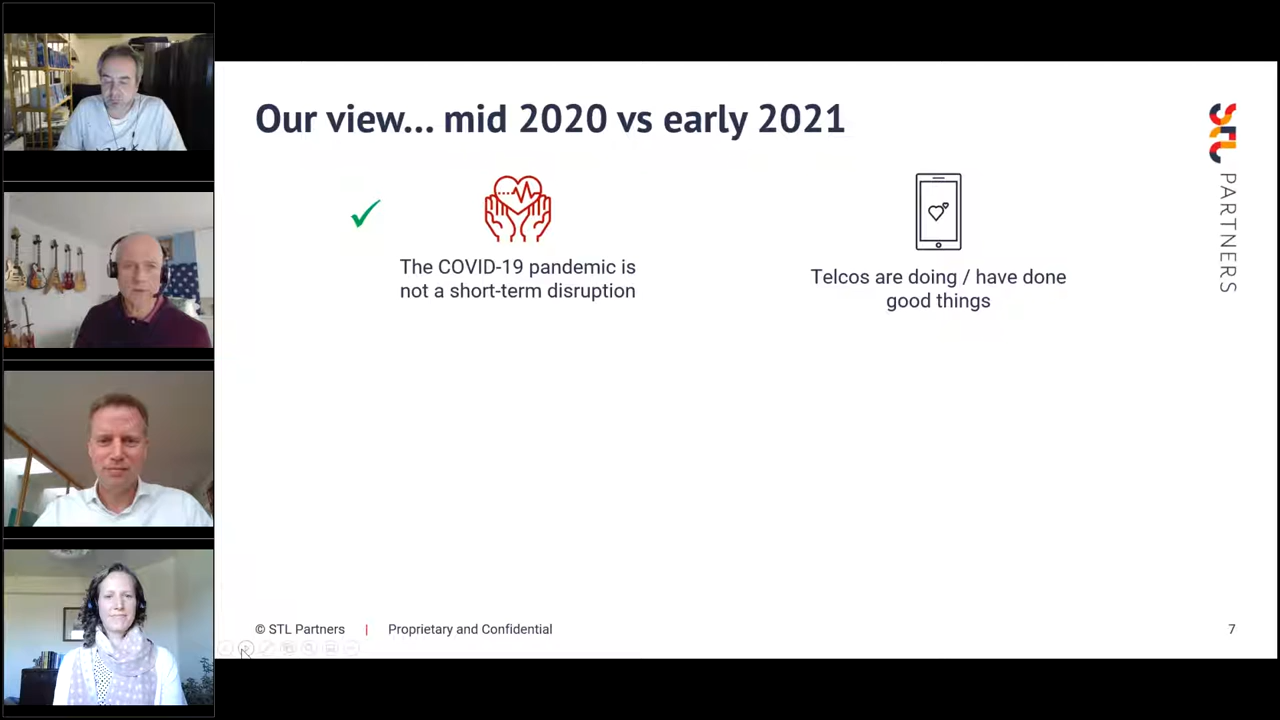 Our view... mid 2020 vs early 2021
STL PARTNERS
The COVID-19 pandemic is
not a short-term disruption
Telcos are doing / have done
good things
© STL Partners | Proprietary and Confidential
7